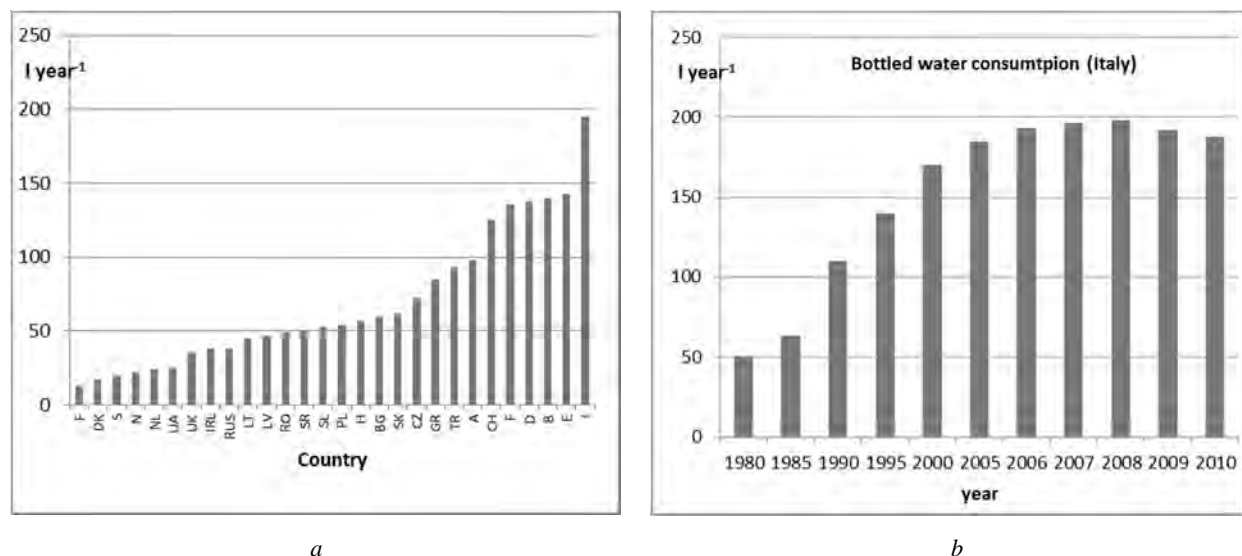 250
l year-1
200
150
100
50
0
F DK S N NL UA UK IRL RUS LT LV RO SR SL PL H BG SK CZ GR TR A CH F D B E I
Country
a
250
l year-1
Bottled water consumtpion (Italy)
200
150
100
50
0
1980 1985 1990 1995 2000 2005 2006 2007 2008 2009 2010
year
b